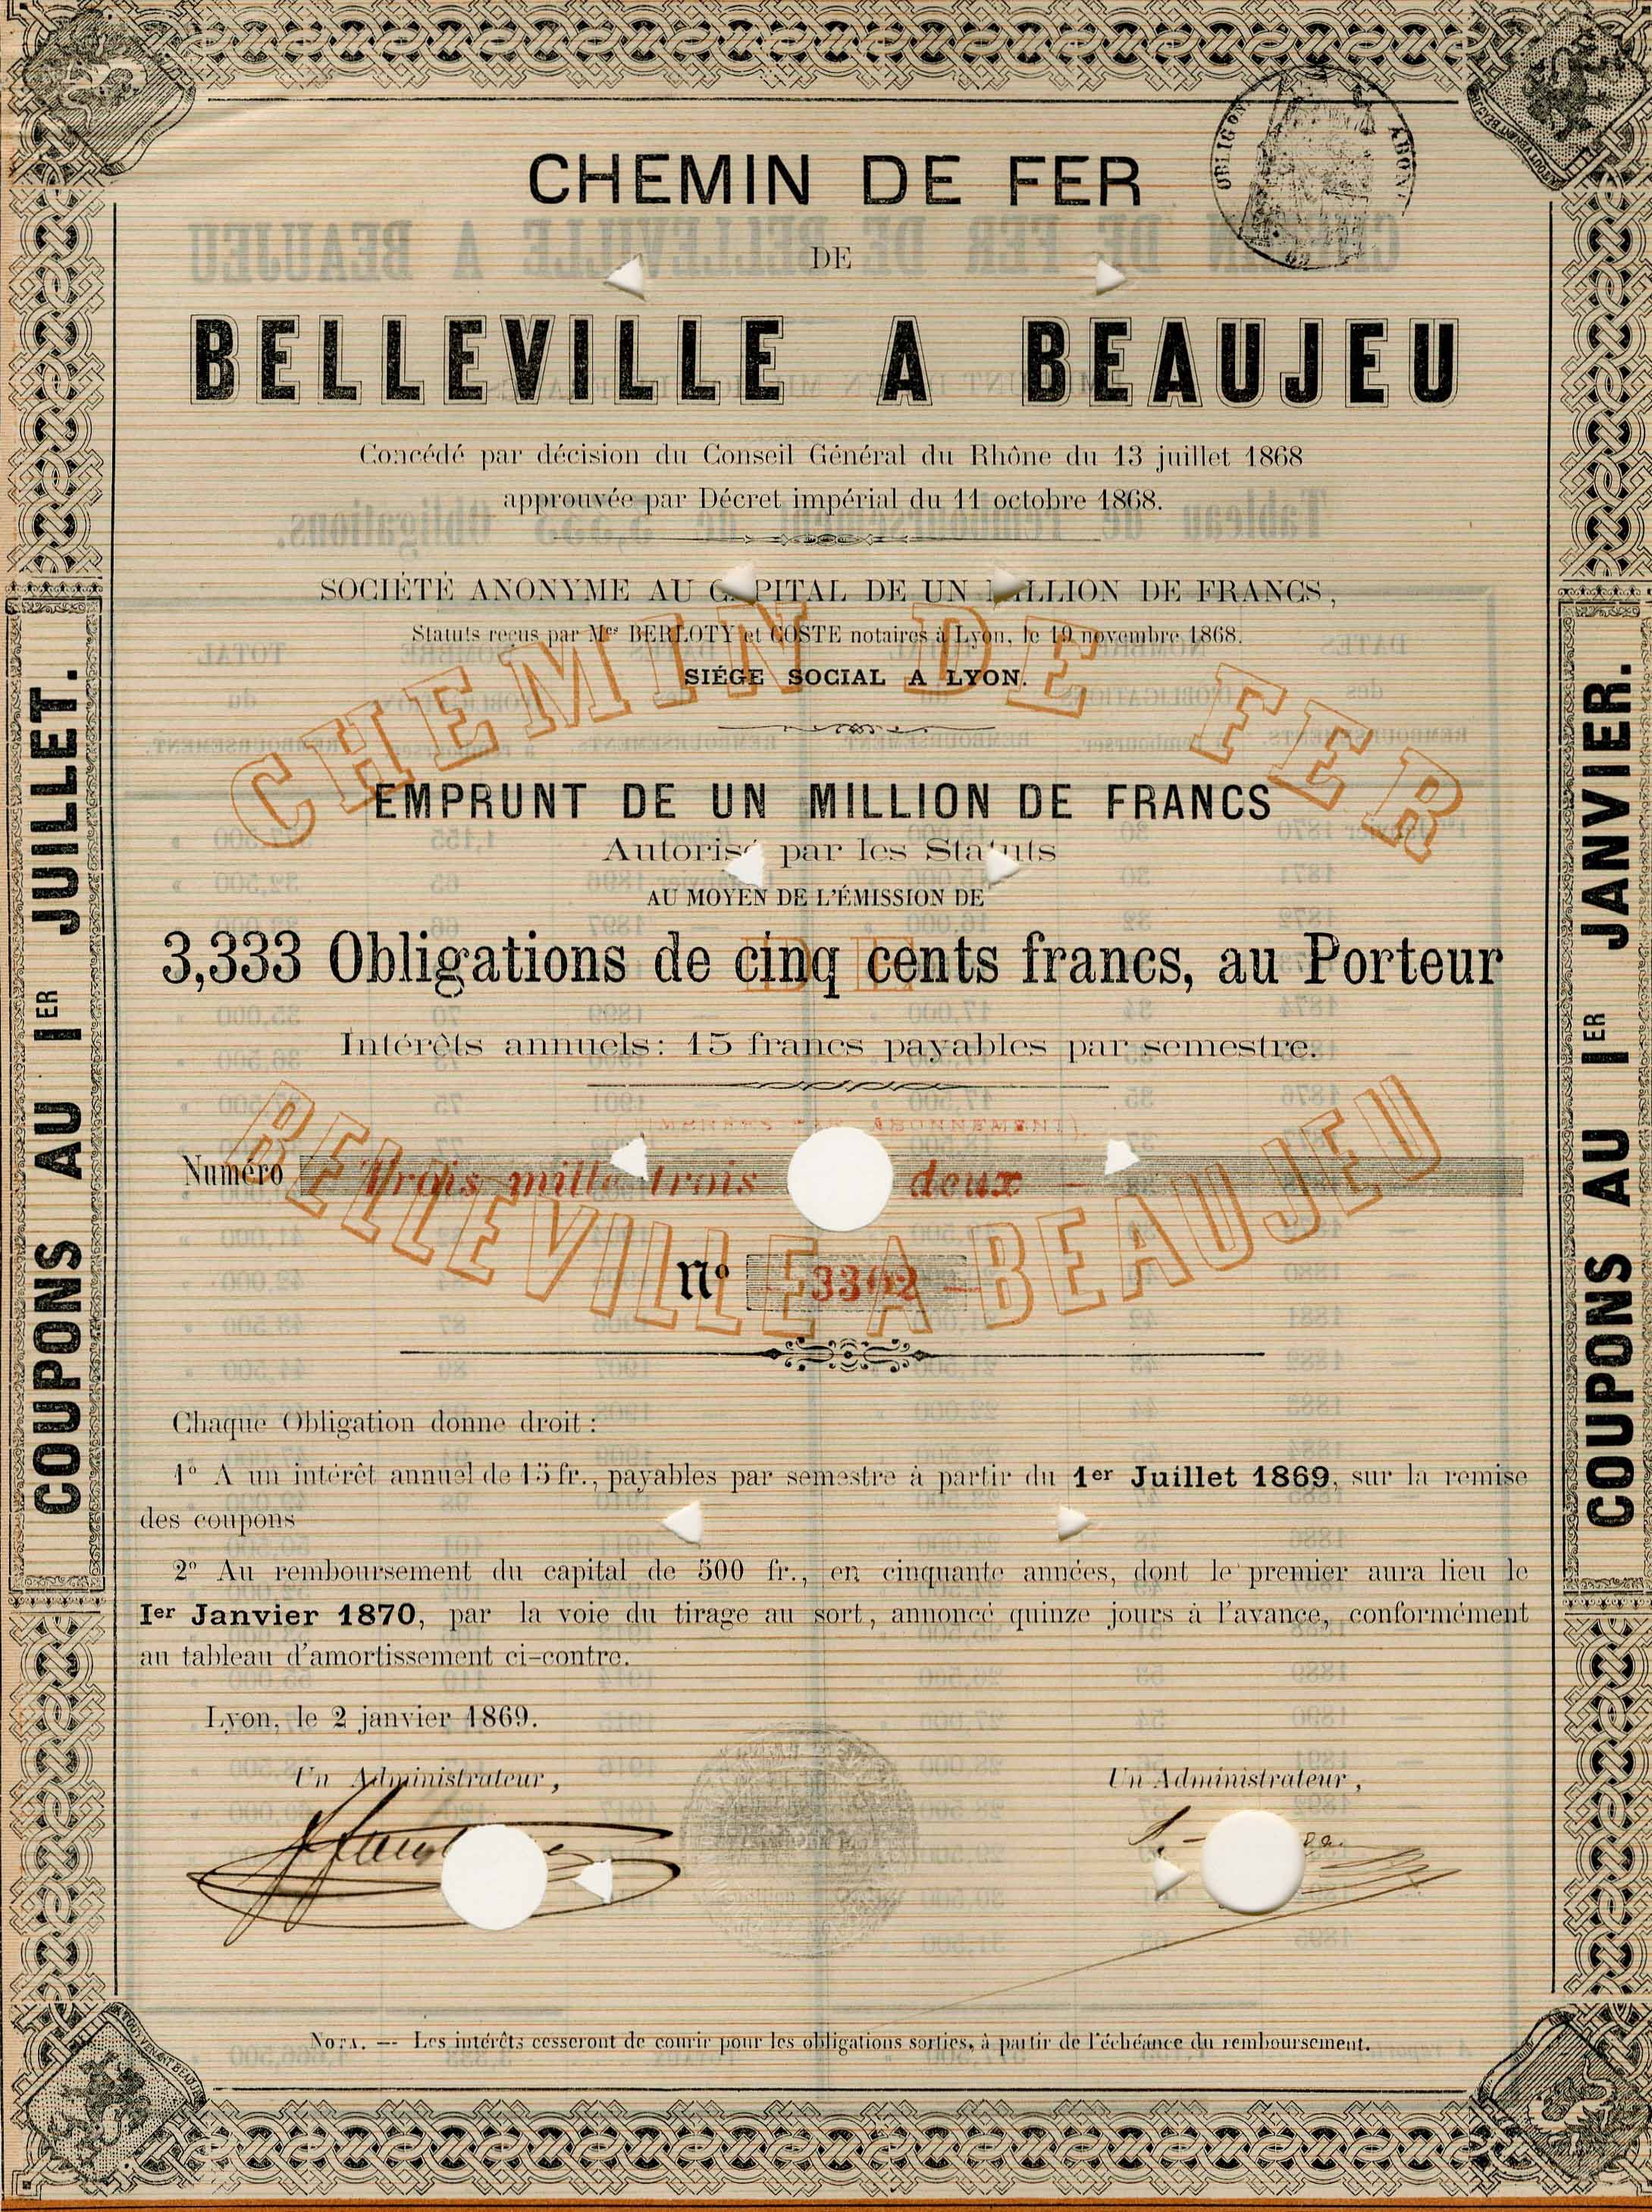 CHEMIN DE FER
OBLIGON
ABONT
DE
BELLEVILLE A BEAUJEU
Concédé par décision du Conseil Général du Rhône du 13 juillet 1868
approuvée par Décret impérial du 11 octobre 1868.
SOCIÉTÉ ANONYME AU CAPITAL DE UN MILLION DE FRANCS,
Statuts reçus par Mes BERLOTY et COSTE notaires à Lyon, le 19 novembre 1868.
SIÉGE SOCIAL A LYON.
CHEMIN DE FER
EMPRUNT DE UN MILLION DE FRANCS
Autorisé par les Statuts
AU MOYEN DE L'ÉMISSION DE
3,333 Obligations de cinq cents francs, au Porteur
DE
Intérêts annuels: 15 francs payables par semestre.
BELLEVILLE A BEAUJEU
Numéro Trois mille trois deux
No 3302
Chaque Obligation donne droit :
1o A un intérêt annuel de 15 fr., payables par semestre à partir du 1er Juillet 1869, sur la remise
des coupons
2o Au remboursement du capital de 500 fr., en cinquante années, dont le premier aura lieu le
Ier Janvier 1870, par la voie du tirage au sort, annoncé quinze jours à l'avance, conformément
au tableau d'amortissement ci-contre.
Lyon, le 2 janvier 1869.
Un Administrateur,
Un Administrateur,
NOTA. — Les intérêts cesseront de courir pour les obligations sorties, à partir de l'échéance du remboursement.
COUPONS AU IER JUILLET.
COUPONS AU IER JANVIER.